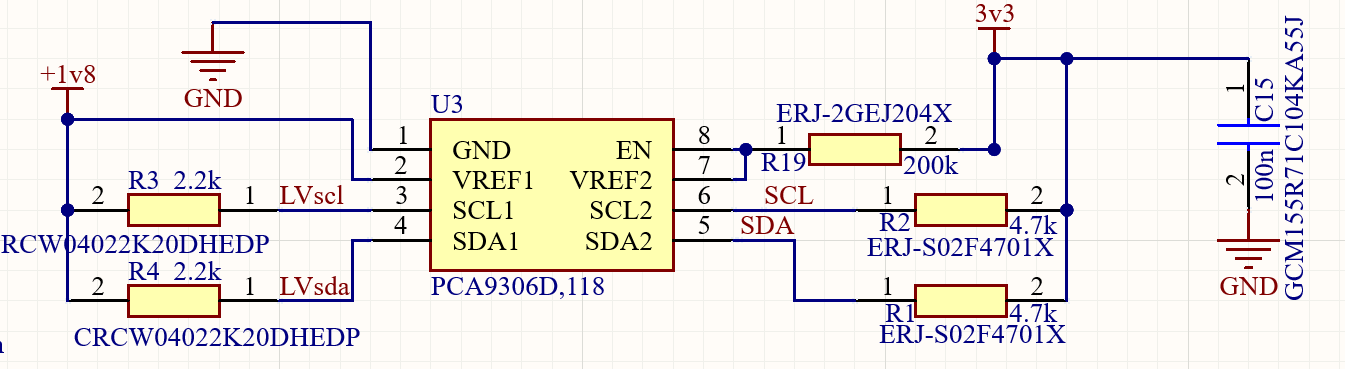 3v3
+1v8
GND
U3
ERJ-2GEJ204X
1 GND EN 8 1 2
R19 200k
2 VREF1 VREF2 7
R3 2.2k
2 1 LVscl 3 SCL1 SCL2 6 SCL 1 2
R2 4.7k
RCW04022K20DHEDP
ERJ-S02F4701X
4 SDA1 SDA2 5 SDA
R4 2.2k
2 1 LVsda
PCA9306D,118
1 2
R1 4.7k
CRCW04022K20DHEDP
ERJ-S02F4701X
1
2
C15
100n
GCM155R71C104KA55J
GND